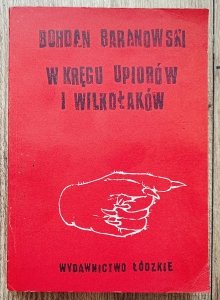 BOHDAN BARANOWSKI
W KRĘGU UPIORÓW
I WILKOŁAKÓW
WYDAWNICTWO ŁÓDZKIE